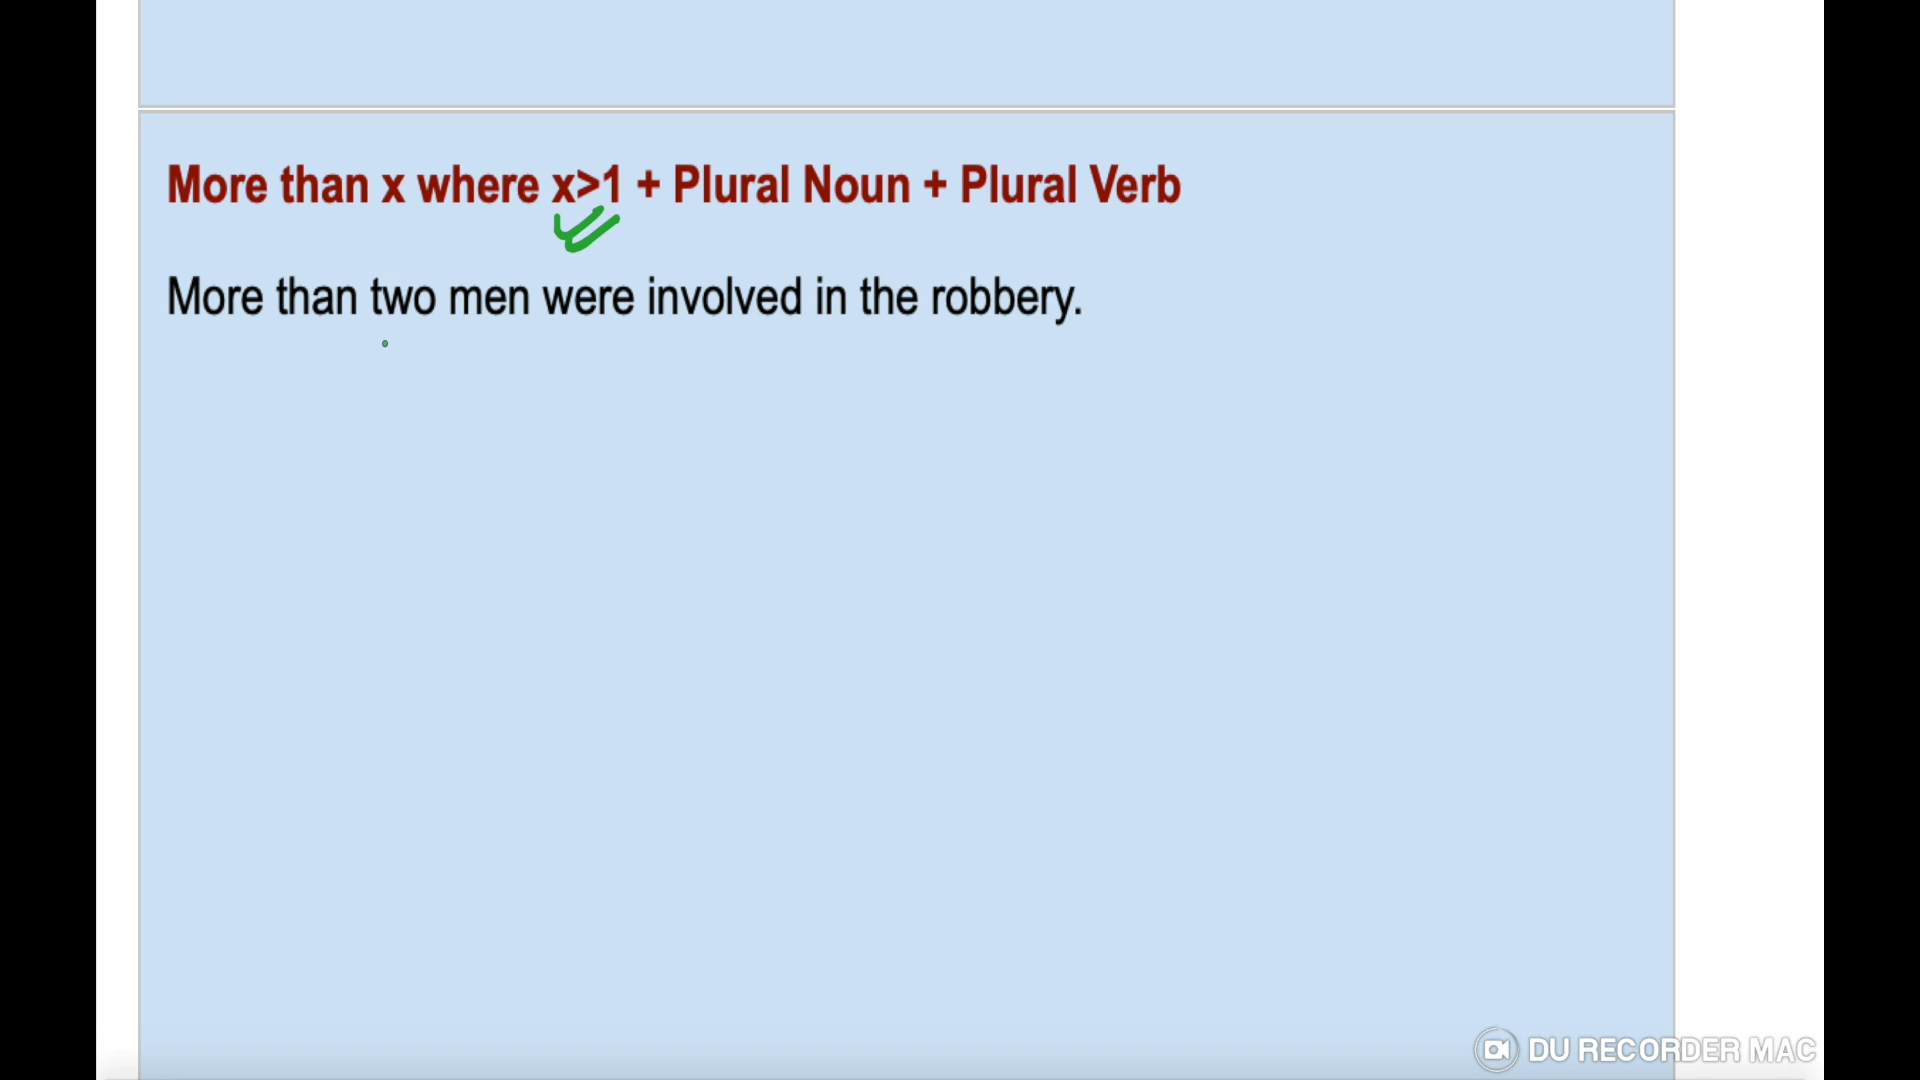 More than x where x>1 + Plural Noun + Plural Verb
More than two men were involved in the robbery.
DU RECORDER MAC